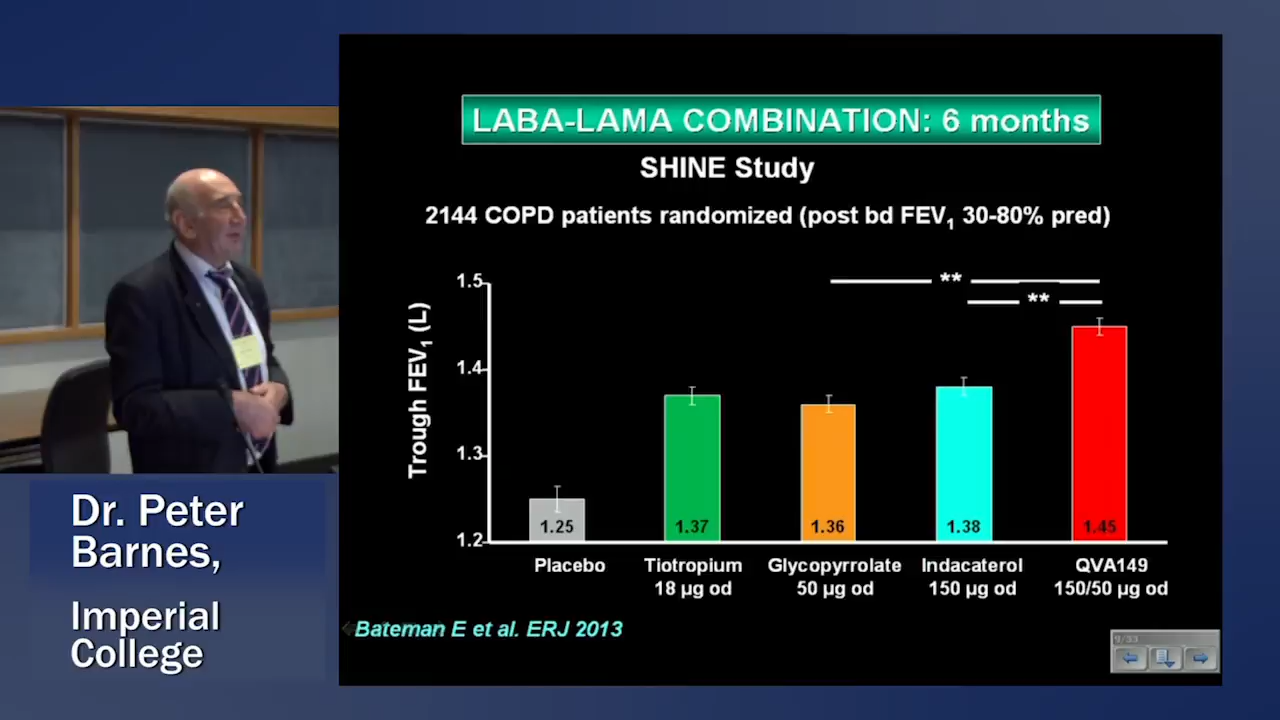 LABA-LAMA COMBINATION: 6 months
SHINE Study
2144 COPD patients randomized (post bd FEV₁ 30-80% pred)
Trough FEV₁ (L)
1.5
1.4
1.3
1.2
**
**
1.25
1.37
1.36
1.38
1.45
Placebo
Tiotropium
18 µg od
Glycopyrrolate
50 µg od
Indacaterol
150 µg od
QVA149
150/50 µg od
Bateman E et al. ERJ 2013
9/33
Dr. Peter
Barnes,
Imperial
College